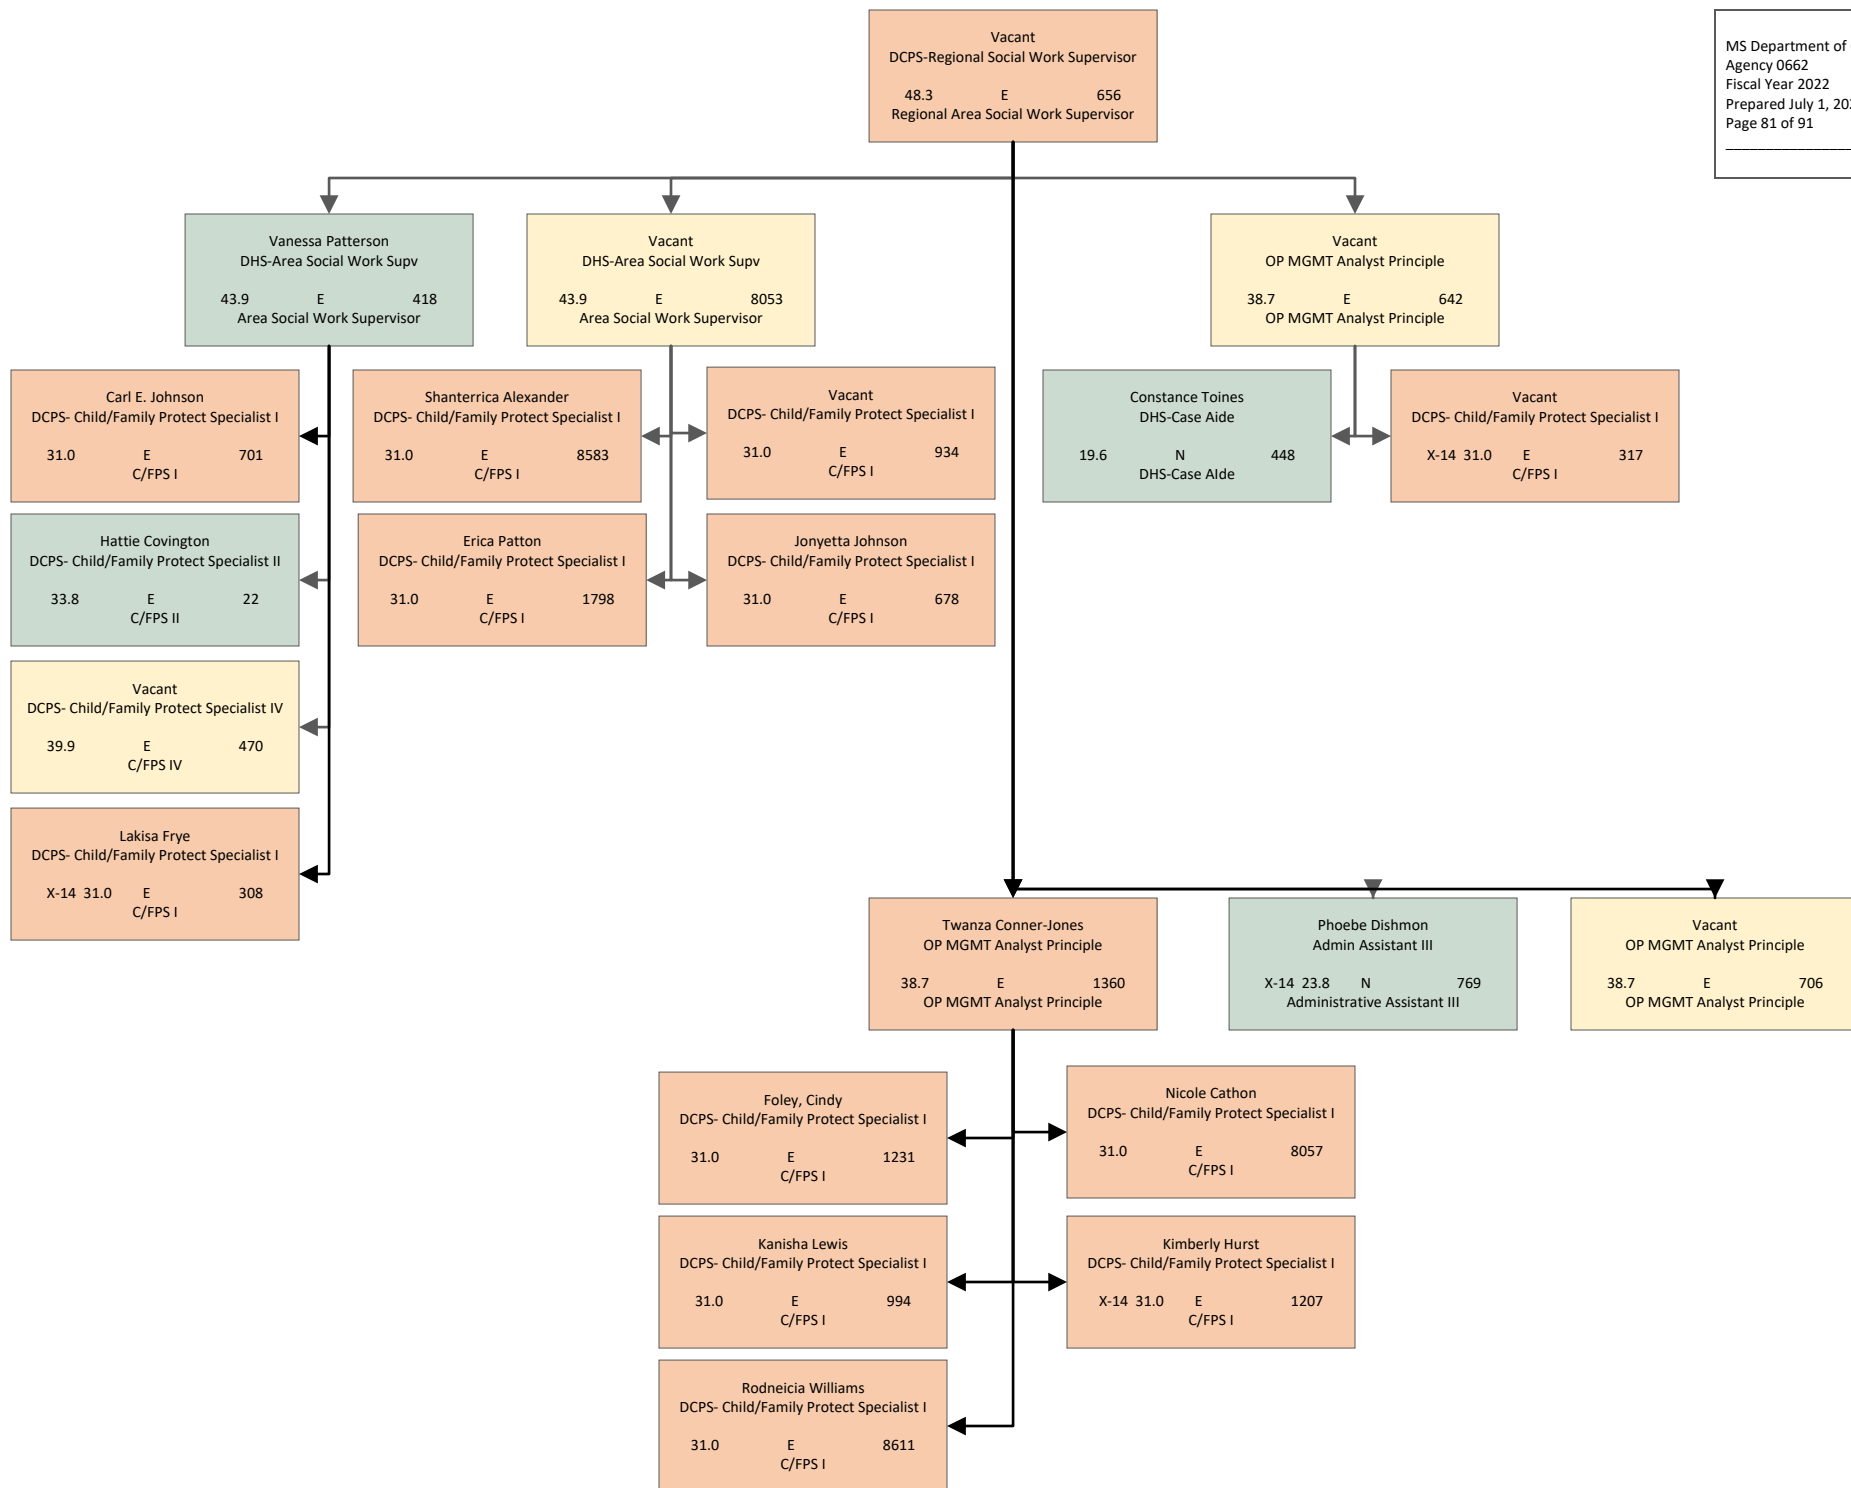 Vacant
DCPS-Regional Social Work Supervisor
48.3 E 656
Regional Area Social Work Supervisor
MS Department of
Agency 0662
Fiscal Year 2022
Prepared July 1, 202
Page 81 of 91
Vanessa Patterson
DHS-Area Social Work Supv
43.9 E 418
Area Social Work Supervisor
Vacant
DHS-Area Social Work Supv
43.9 E 8053
Area Social Work Supervisor
Vacant
OP MGMT Analyst Principle
38.7 E 642
OP MGMT Analyst Principle
Carl E. Johnson
DCPS- Child/Family Protect Specialist I
31.0 E 701
C/FPS I
Shanterrica Alexander
DCPS- Child/Family Protect Specialist I
31.0 E 8583
C/FPS I
Vacant
DCPS- Child/Family Protect Specialist I
31.0 E 934
C/FPS I
Constance Toines
DHS-Case Aide
19.6 N 448
DHS-Case AIde
Vacant
DCPS- Child/Family Protect Specialist I
X-14 31.0 E 317
C/FPS I
Hattie Covington
DCPS- Child/Family Protect Specialist II
33.8 E 22
C/FPS II
Erica Patton
DCPS- Child/Family Protect Specialist I
31.0 E 1798
C/FPS I
Jonyetta Johnson
DCPS- Child/Family Protect Specialist I
31.0 E 678
C/FPS I
Vacant
DCPS- Child/Family Protect Specialist IV
39.9 E 470
C/FPS IV
Lakisa Frye
DCPS- Child/Family Protect Specialist I
X-14 31.0 E 308
C/FPS I
Twanza Conner-Jones
OP MGMT Analyst Principle
38.7 E 1360
OP MGMT Analyst Principle
Phoebe Dishmon
Admin Assistant III
X-14 23.8 N 769
Administrative Assistant III
Vacant
OP MGMT Analyst Principle
38.7 E 706
OP MGMT Analyst Principle
Foley, Cindy
DCPS- Child/Family Protect Specialist I
31.0 E 1231
C/FPS I
Nicole Cathon
DCPS- Child/Family Protect Specialist I
31.0 E 8057
C/FPS I
Kanisha Lewis
DCPS- Child/Family Protect Specialist I
31.0 E 994
C/FPS I
Kimberly Hurst
DCPS- Child/Family Protect Specialist I
X-14 31.0 E 1207
C/FPS I
Rodneicia Williams
DCPS- Child/Family Protect Specialist I
31.0 E 8611
C/FPS I